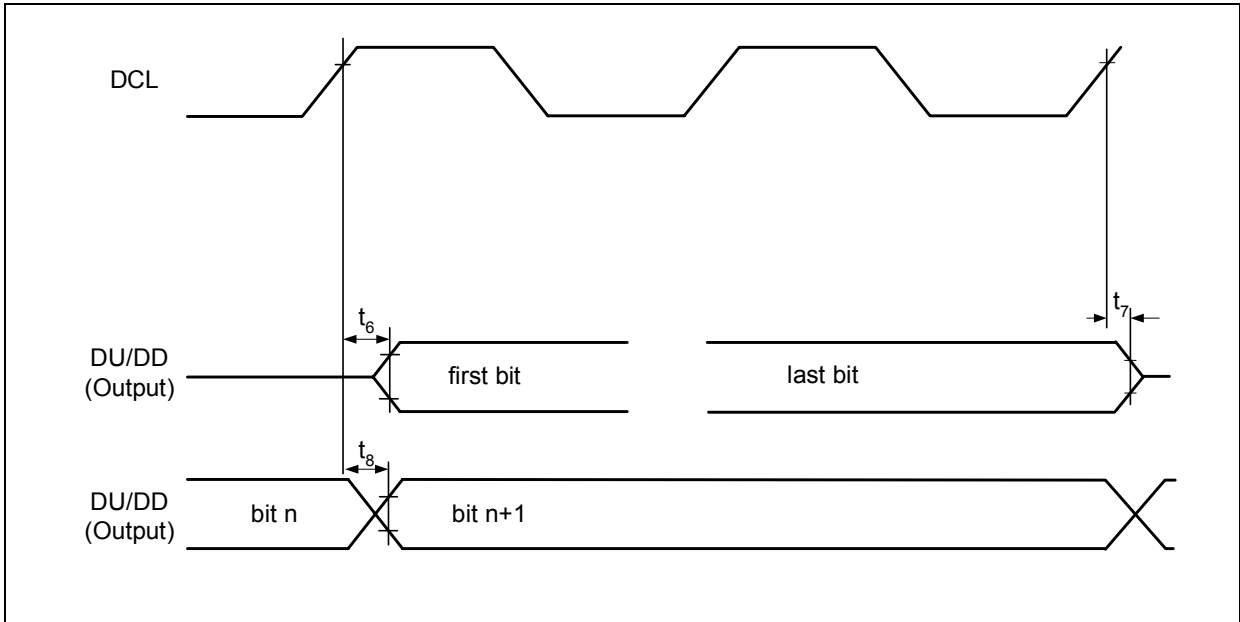 DCL
t7
t6
DU/DD
(Output)
first bit
last bit
t8
DU/DD
(Output)
bit n
bit n+1